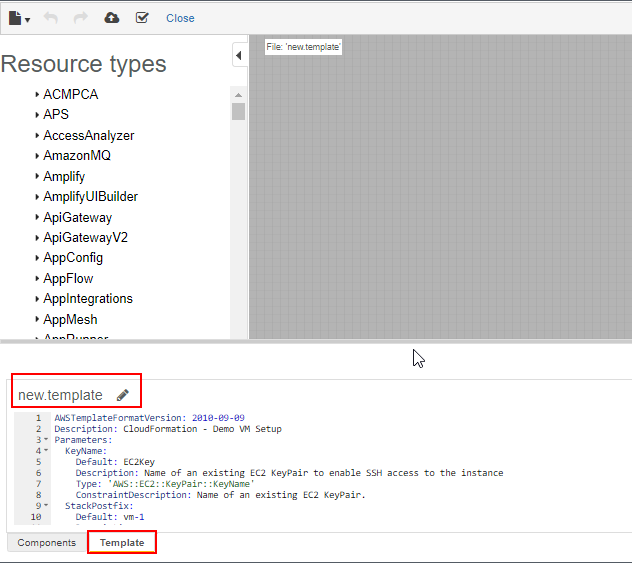 Close
File: 'new.template'
Resource types
ACMPCA
APS
AccessAnalyzer
AmazonMQ
Amplify
AmplifyUIBuilder
ApiGateway
ApiGatewayV2
AppConfig
AppFlow
AppIntegrations
AppMesh
AppRunner
new.template
1 AWSTemplateFormatVersion: 2010-09-09
2 Description: CloudFormation - Demo VM Setup
3 Parameters:
4 KeyName:
5 Default: EC2Key
6 Description: Name of an existing EC2 KeyPair to enable SSH access to the instance
7 Type: 'AWS::EC2::KeyPair::KeyName'
8 ConstraintDescription: Name of an existing EC2 KeyPair.
9 StackPostfix:
10 Default: vm-1
Components Template